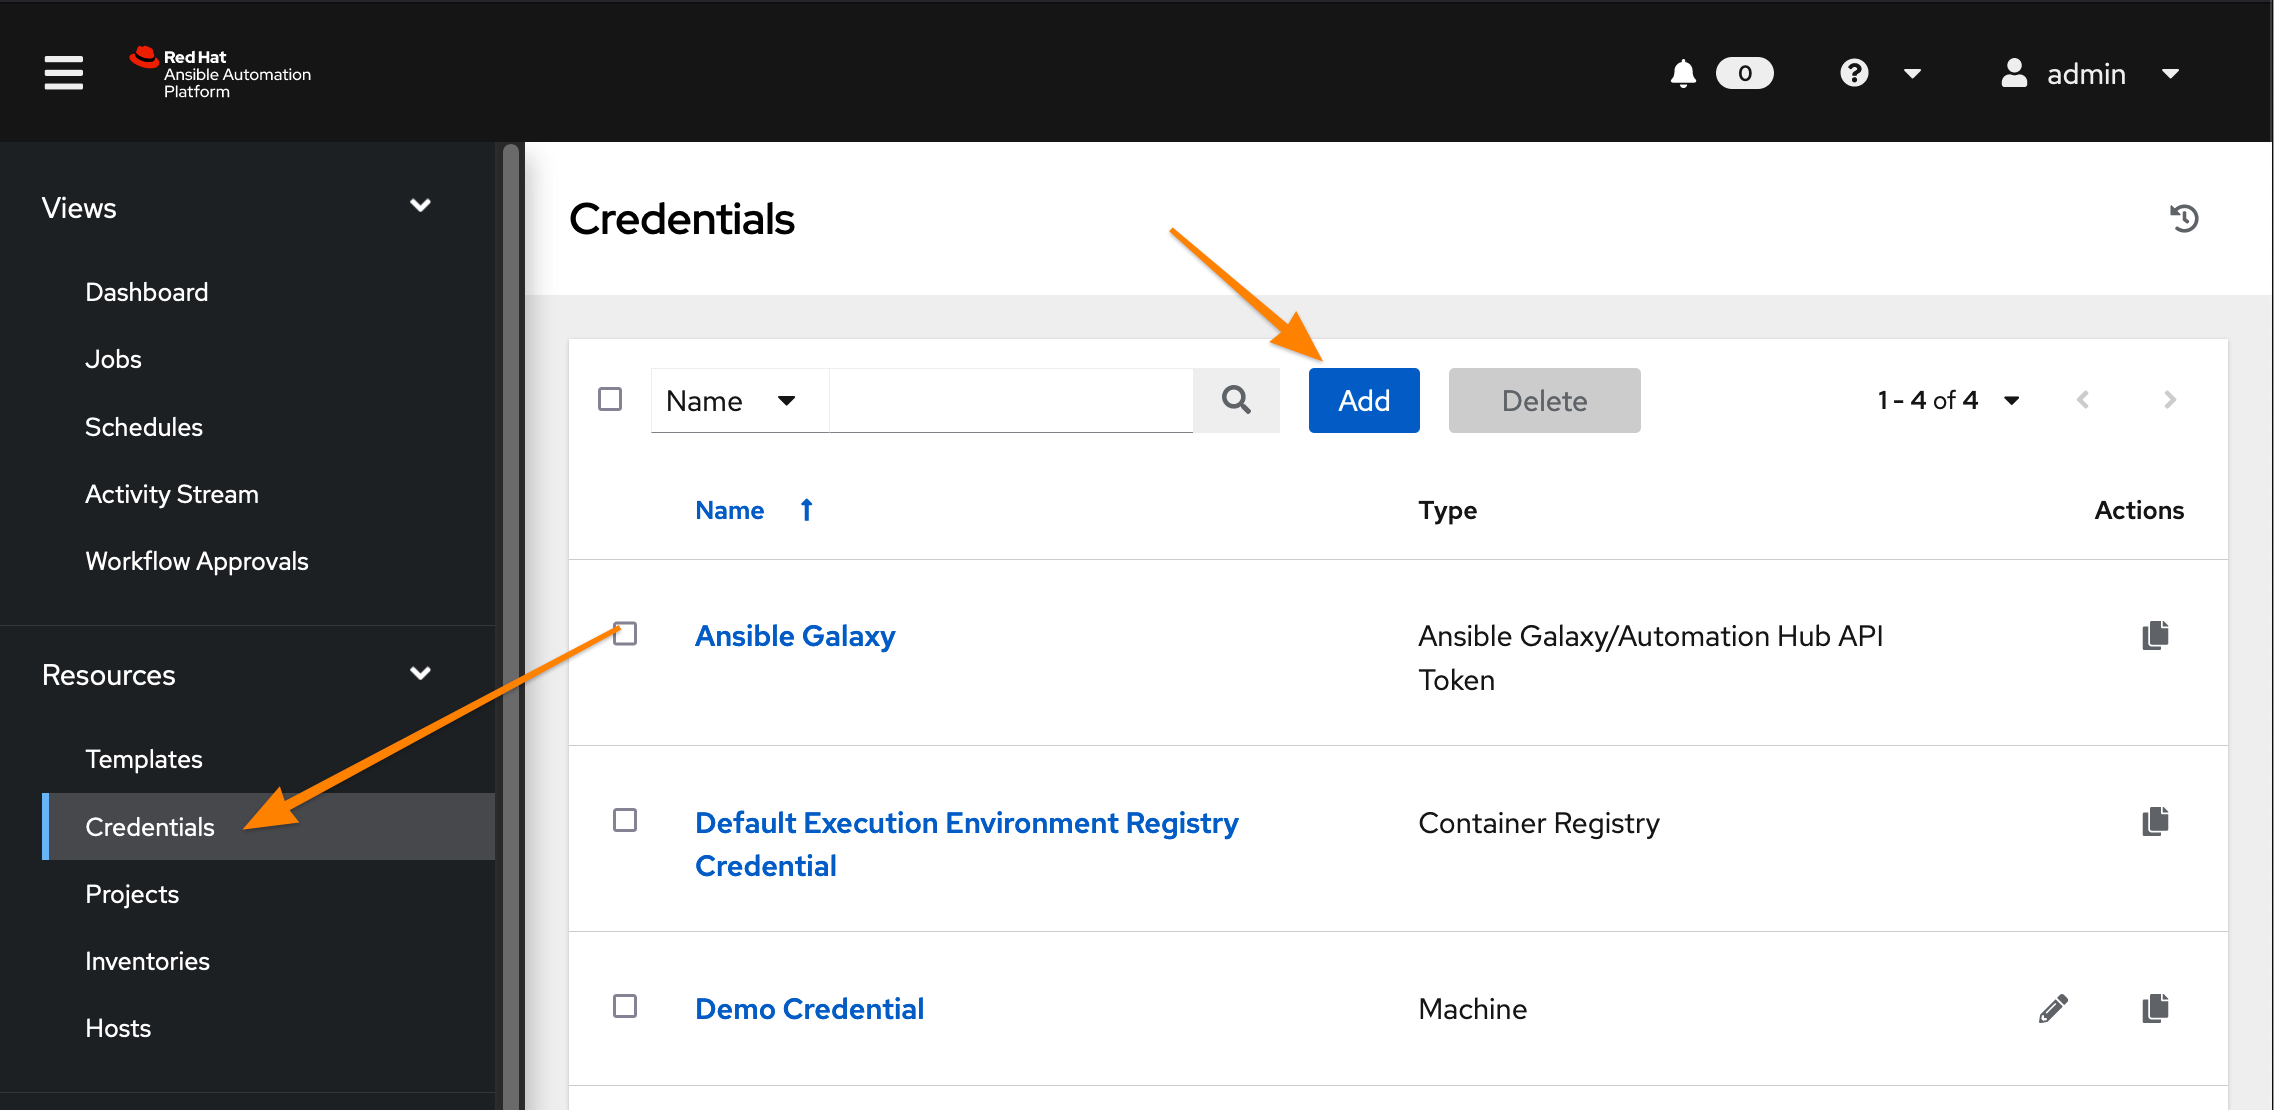 Red Hat
Ansible Automation
Platform
0
admin
Views
Dashboard
Jobs
Schedules
Activity Stream
Workflow Approvals
Resources
Templates
Credentials
Projects
Inventories
Hosts
Credentials
Name
Add
Delete
1 - 4 of 4
Name Type Actions
Ansible Galaxy
Ansible Galaxy/Automation Hub API
Token
Default Execution Environment Registry
Credential
Container Registry
Demo Credential
Machine